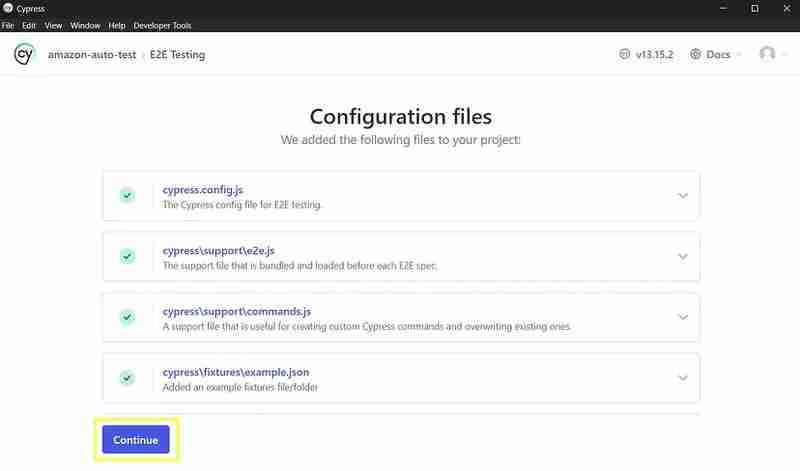 Cypress
File Edit View Window Help Developer Tools
cy amazon-auto-test › E2E Testing v13.15.2 Docs
Configuration files
We added the following files to your project:
cypress.config.js
The Cypress config file for E2E testing.
cypress\support\e2e.js
The support file that is bundled and loaded before each E2E spec.
cypress\support\commands.js
A support file that is useful for creating custom Cypress commands and overwriting existing ones.
cypress\fixtures\example.json
Added an example fixtures file/folder
Continue